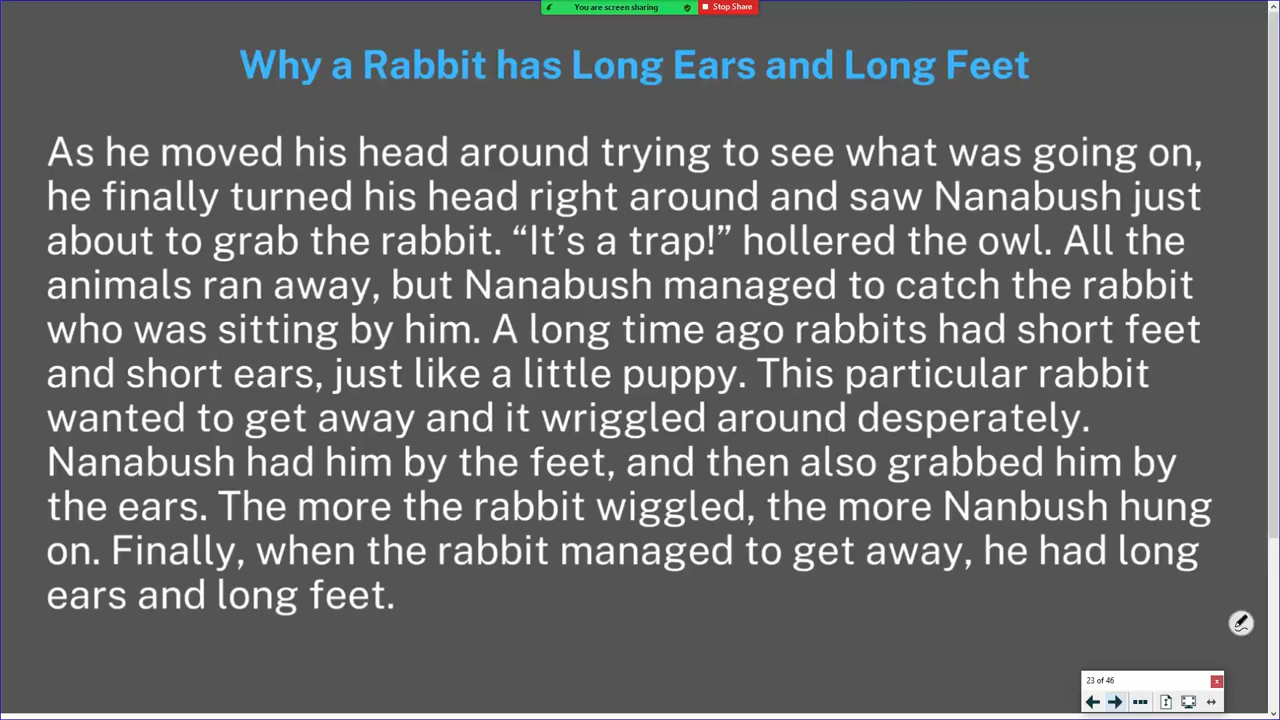 You are screen sharing
Stop Share
Why a Rabbit has Long Ears and Long Feet
As he moved his head around trying to see what was going on,
he finally turned his head right around and saw Nanabush just
about to grab the rabbit. “It’s a trap!” hollered the owl. All the
animals ran away, but Nanabush managed to catch the rabbit
who was sitting by him. A long time ago rabbits had short feet
and short ears, just like a little puppy. This particular rabbit
wanted to get away and it wriggled around desperately.
Nanabush had him by the feet, and then also grabbed him by
the ears. The more the rabbit wiggled, the more Nanbush hung
on. Finally, when the rabbit managed to get away, he had long
ears and long feet.
23 of 46